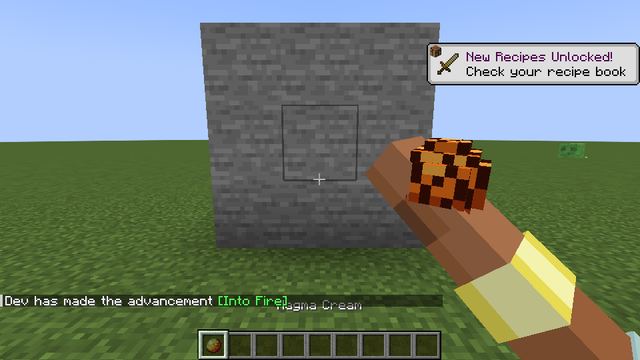 New Recipes Unlocked!
Check your recipe book
Dev has made the advancement [Into Fire]
Magma Cream